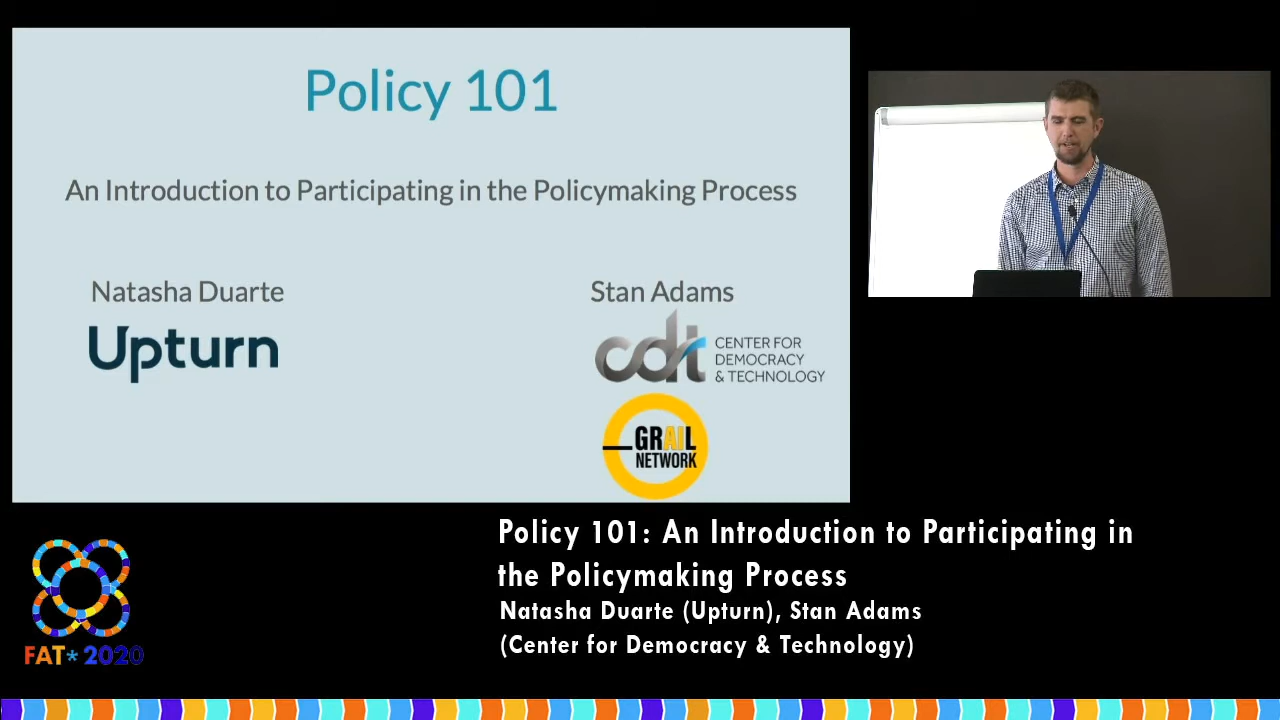 Policy 101
An Introduction to Participating in the Policymaking Process
Natasha Duarte
Upturn
Stan Adams
cdt
CENTER FOR
DEMOCRACY
& TECHNOLOGY
GRAIL
NETWORK
Policy 101: An Introduction to Participating in
the Policymaking Process
Natasha Duarte (Upturn), Stan Adams
(Center for Democracy & Technology)
FAT* 2020